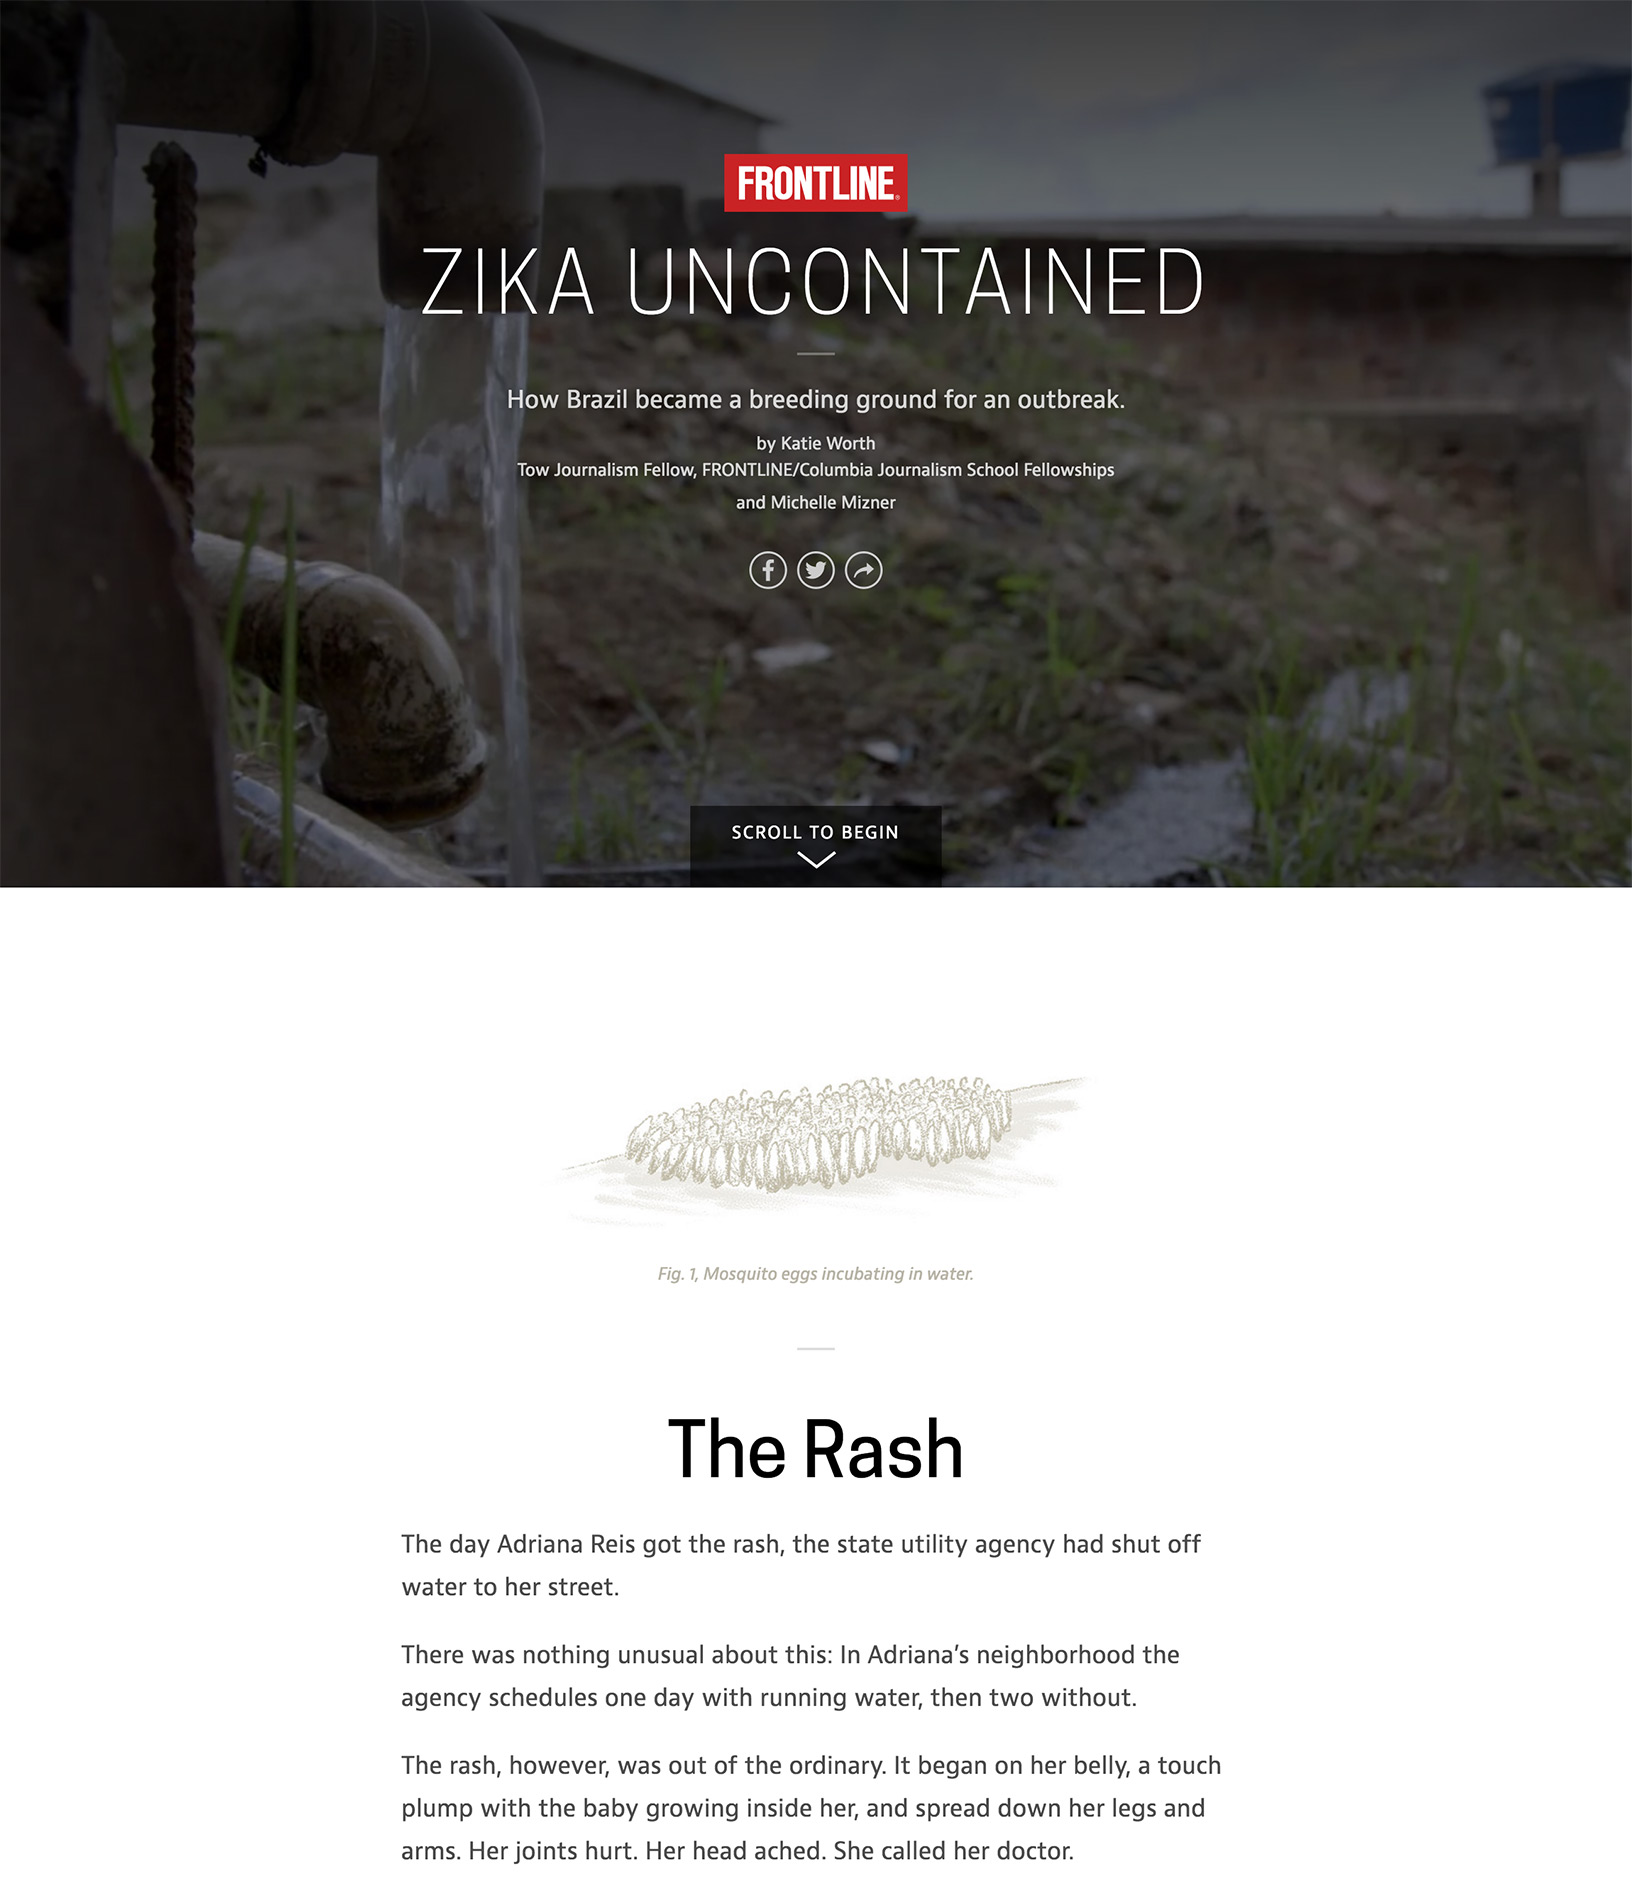 FRONTLINE
ZIKA UNCONTAINED
How Brazil became a breeding ground for an outbreak.
by Katie Worth
Tow Journalism Fellow, FRONTLINE/Columbia Journalism School Fellowships
and Michelle Mizner
SCROLL TO BEGIN
Fig. 1, Mosquito eggs incubating in water.
The Rash
The day Adriana Reis got the rash, the state utility agency had shut off
water to her street.
There was nothing unusual about this: In Adriana’s neighborhood the
agency schedules one day with running water, then two without.
The rash, however, was out of the ordinary. It began on her belly, a touch
plump with the baby growing inside her, and spread down her legs and
arms. Her joints hurt. Her head ached. She called her doctor.